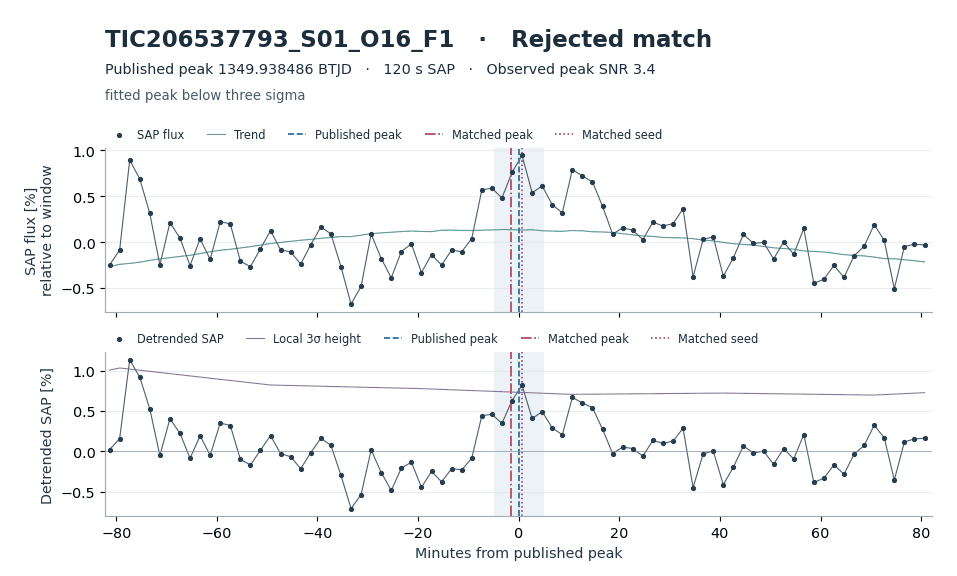 TIC206537793_S01_O16_F1 · Rejected match
Published peak 1349.938486 BTJD · 120 s SAP · Observed peak SNR 3.4
fitted peak below three sigma
SAP flux Trend Published peak Matched peak Matched seed
SAP flux [%]
relative to window
1.0
0.5
0.0
−0.5
Detrended SAP Local 3σ height Published peak Matched peak Matched seed
Detrended SAP [%]
1.0
0.5
0.0
−0.5
−80 −60 −40 −20 0 20 40 60 80
Minutes from published peak